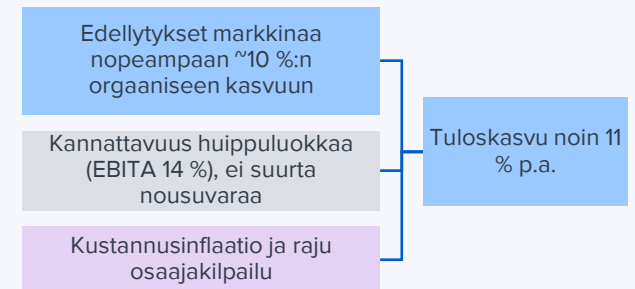 Edellytykset markkinaa
nopeampaan ~10 %:n
orgaaniseen kasvuun
Kannattavuus huippuluokkaa
(EBITA 14 %), ei suurta
nousuvaraa
Kustannusinflaatio ja raju
osaajakilpailu
Tuloskasvu noin 11
% p.a.